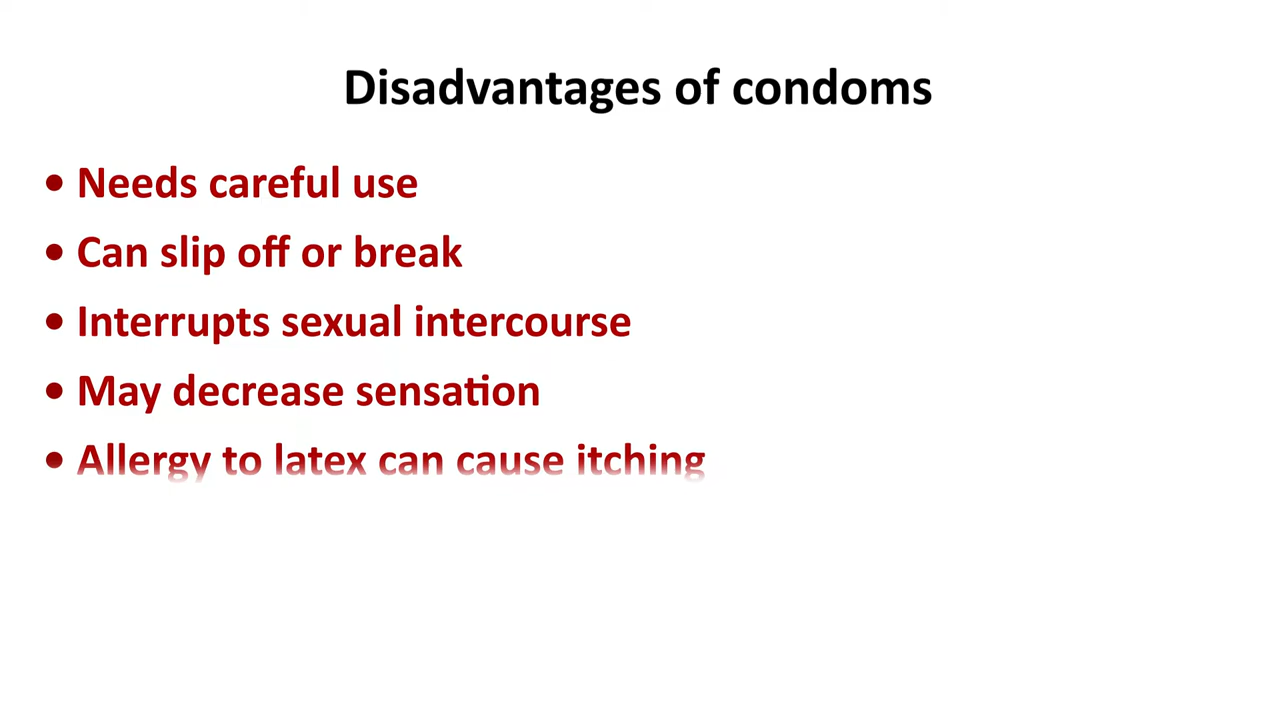 Disadvantages of condoms
• Needs careful use
• Can slip off or break
• Interrupts sexual intercourse
• May decrease sensation
• Allergy to latex can cause itching